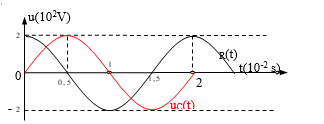 u(10²V)
2
g(t)
t(10⁻² s)
0
0,5
1
1,5
2
- 2
uc(t)